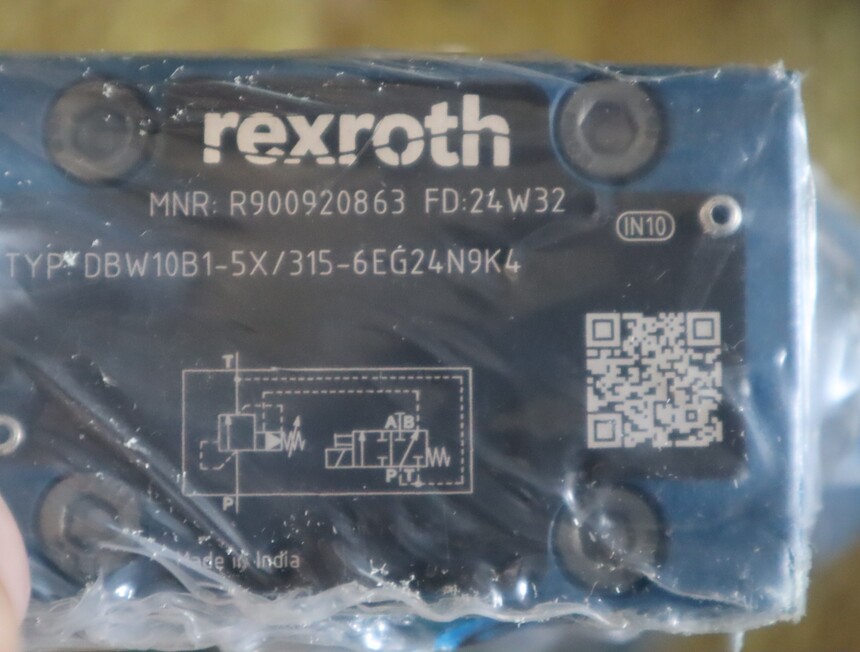 rexroth
MNR: R900920863 FD:24W32
IN10
TYP: DBW10B1-5X/315-6EG24N9K4
T
A B
P T
P
Made in India